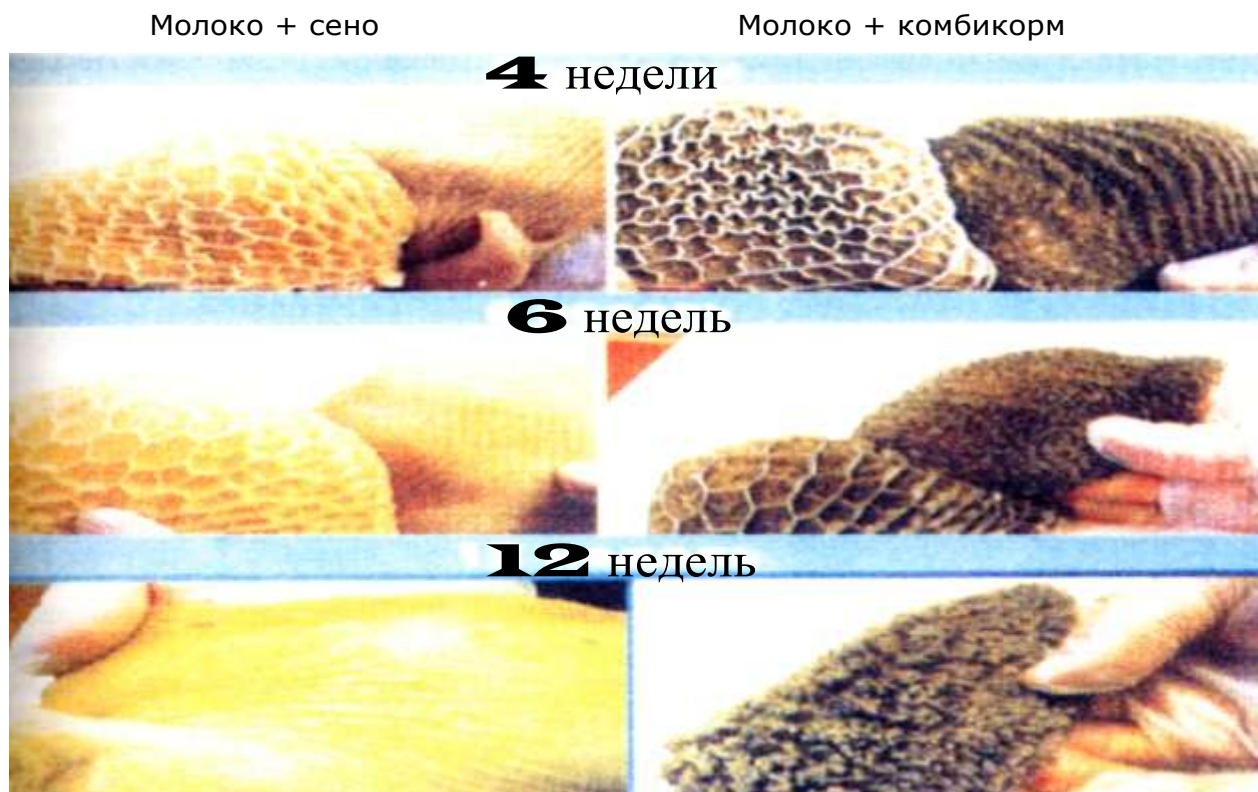 Молоко + сено
Молоко + комбикорм
4 недели
6 недель
12 недель